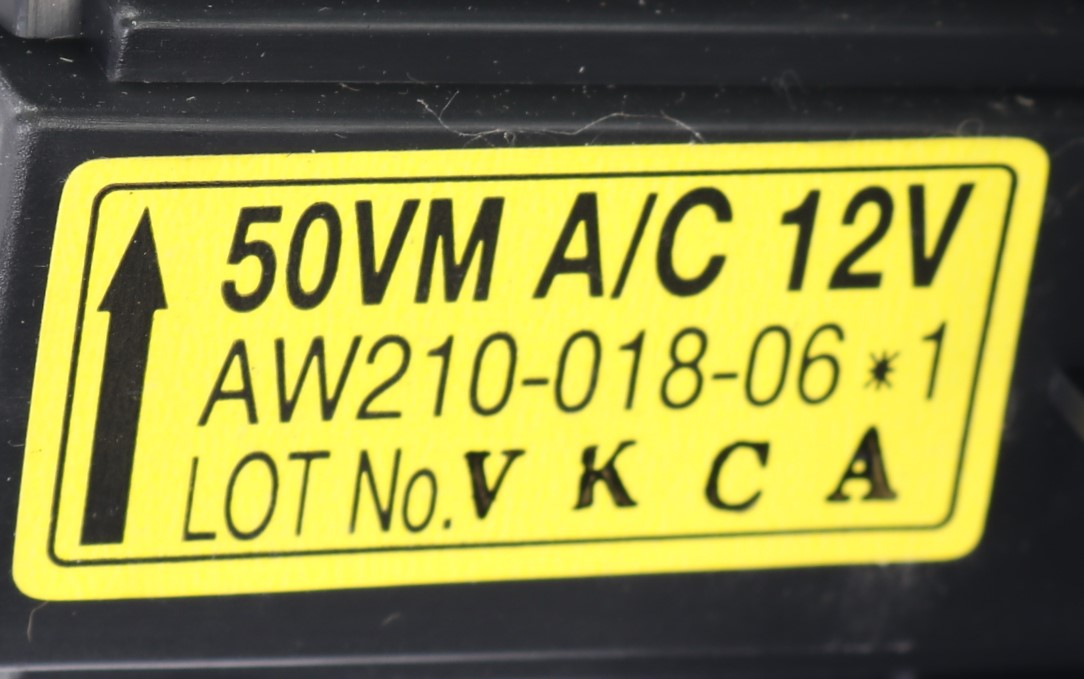 50VM A/C 12V
AW210-018-06*1
LOT No. V K C A